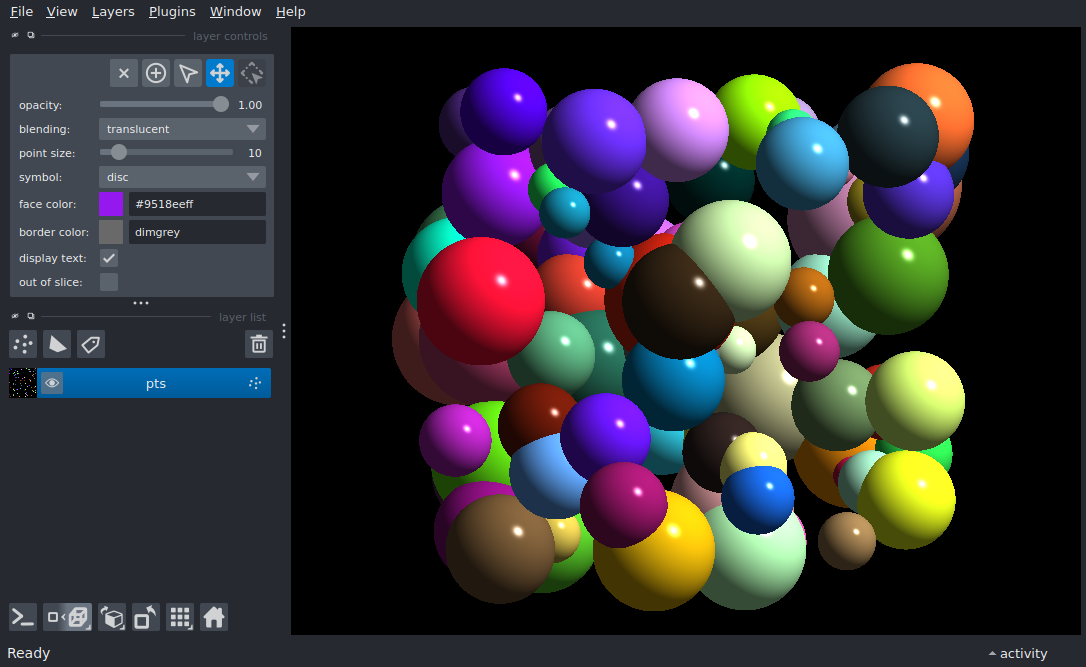 File View Layers Plugins Window Help
layer controls
opacity: 1.00
blending: translucent
point size: 10
symbol: disc
face color: #9518eeff
border color: dimgrey
display text:
out of slice:
layer list
pts
Ready
activity